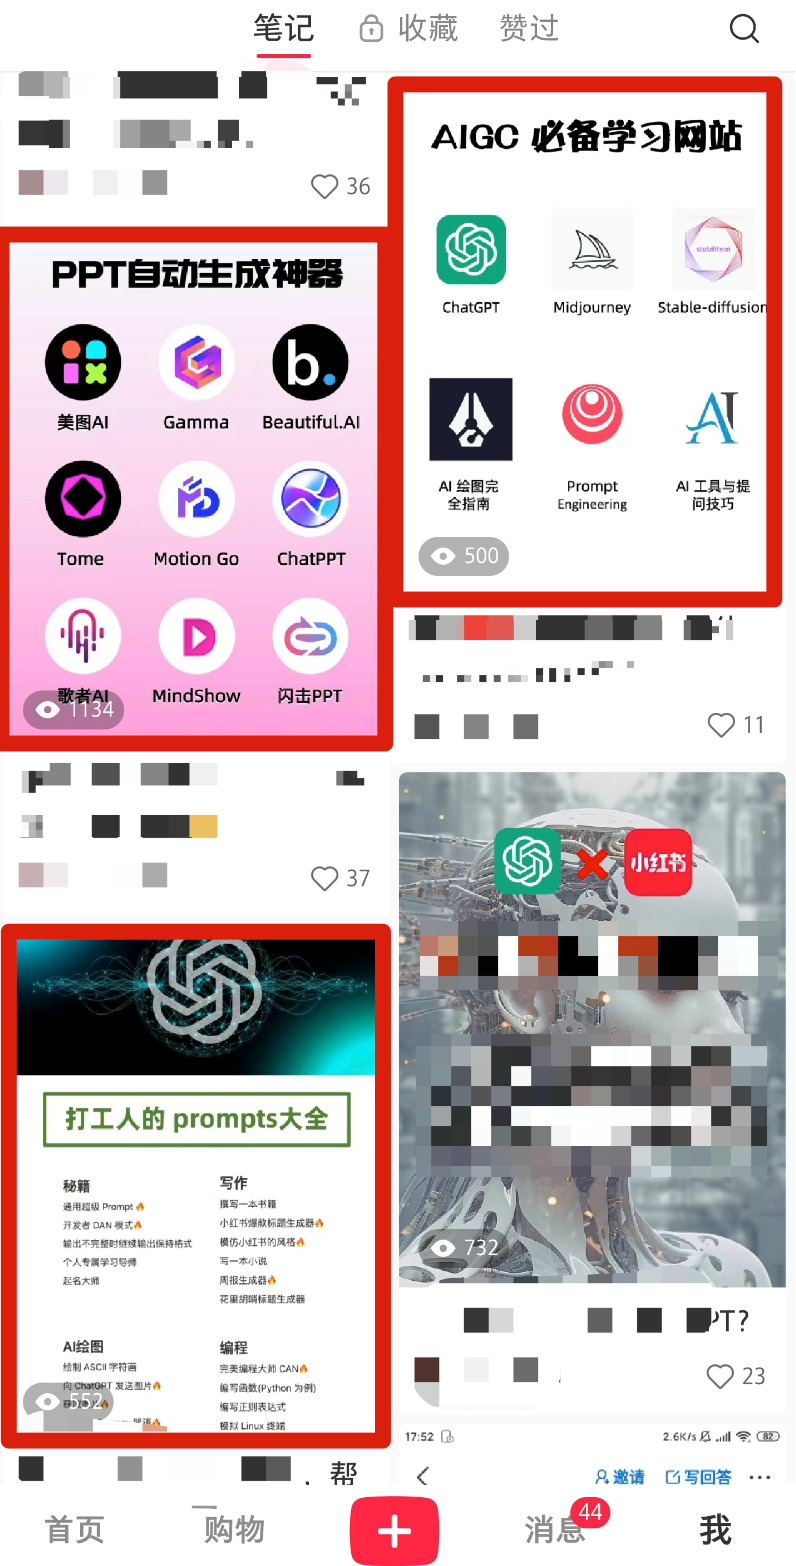 笔记
收藏
赞过
36
PPT自动生成神器
美图AI
Gamma
b.
Beautiful.AI
Tome
Motion Go
ChatPPT
歌者AI
MindShow
闪击PPT
1134
37
打工人的 prompts大全
秘籍
通用超级 Prompt🔥
开发者 DAN 模式🔥
输出不完整时继续输出保持格式
个人专属学习导师
起名大师
写作
撰写一本书籍
小红书爆款标题生成器🔥
模仿小红书的风格🔥
写一本小说
周报生成器🔥
花里胡哨标题生成器
AI绘图
绘制 ASCII 字符画
向 ChatGPT 发送图片🔥
552
编程
完美编程大师 CAN🔥
编写函数(Python 为例)
编写正则表达式
模拟 Linux 终端
帮
AIGC 必备学习网站
ChatGPT
Midjourney
stability.ai
Stable-diffusion
AI 绘图完
全指南
Prompt
Engineering
AI
AI 工具与提
问技巧
500
11
小红书
732
PT?
23
17:52
2.6K/s
82
邀请
写回答
首页
购物
消息
44
我